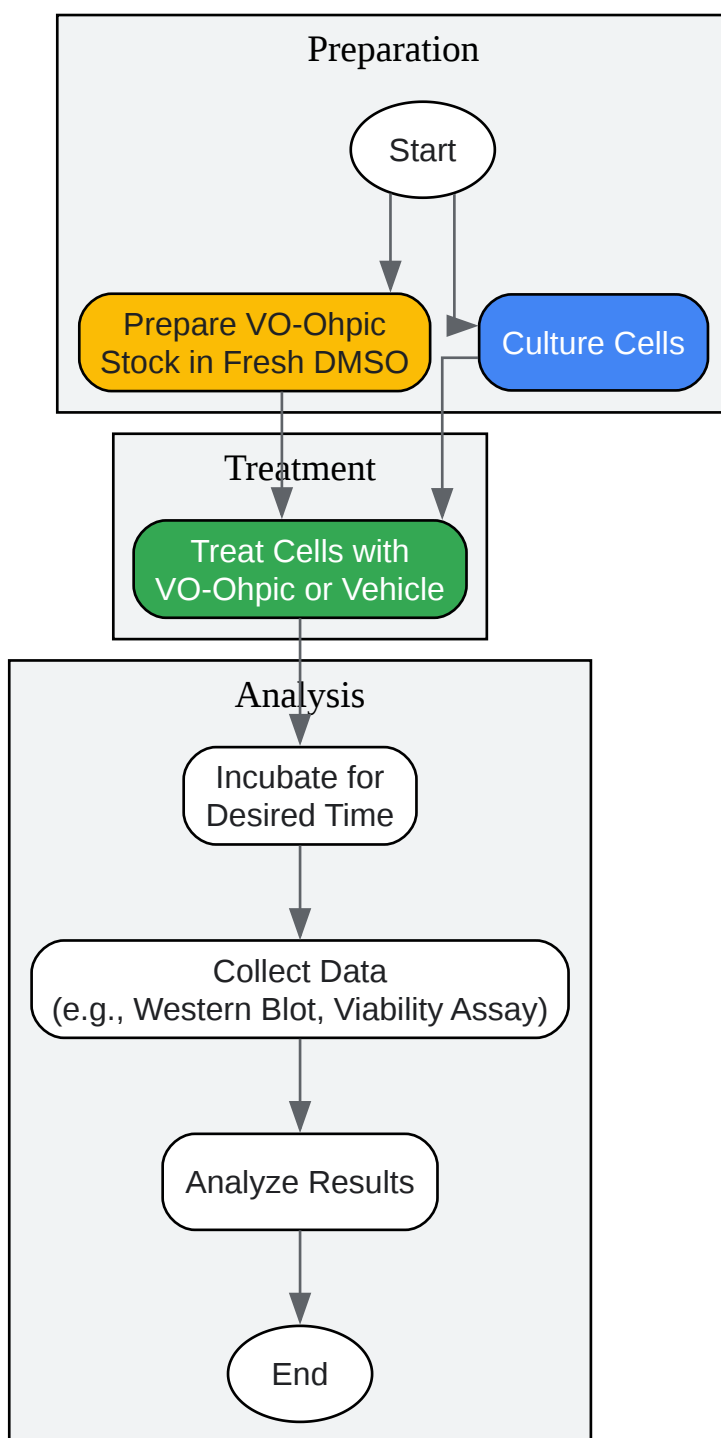 Preparation
Start
Prepare VO-Ohpic
Stock in Fresh DMSO
Culture Cells
Treatment
Treat Cells with
VO-Ohpic or Vehicle
Analysis
Incubate for
Desired Time
Collect Data
(e.g., Western Blot, Viability Assay)
Analyze Results
End